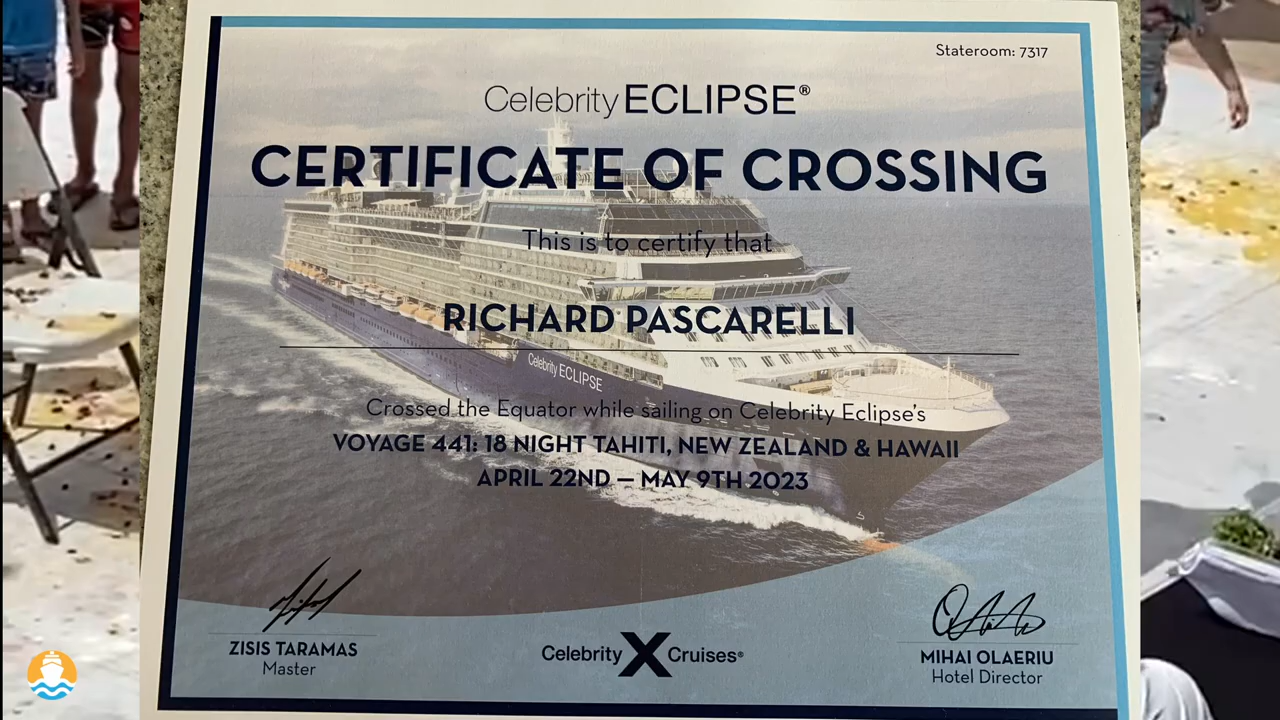 Stateroom: 7317
Celebrity ECLIPSE®
CERTIFICATE OF CROSSING
This is to certify that
RICHARD PASCARELLI
Celebrity ECLIPSE
Crossed the Equator while sailing on Celebrity Eclipse's
VOYAGE 441: 18 NIGHT TAHITI, NEW ZEALAND & HAWAII
APRIL 22ND – MAY 9TH 2023
ZISIS TARAMAS
Master
Celebrity X Cruises®
MIHAI OLAERIU
Hotel Director